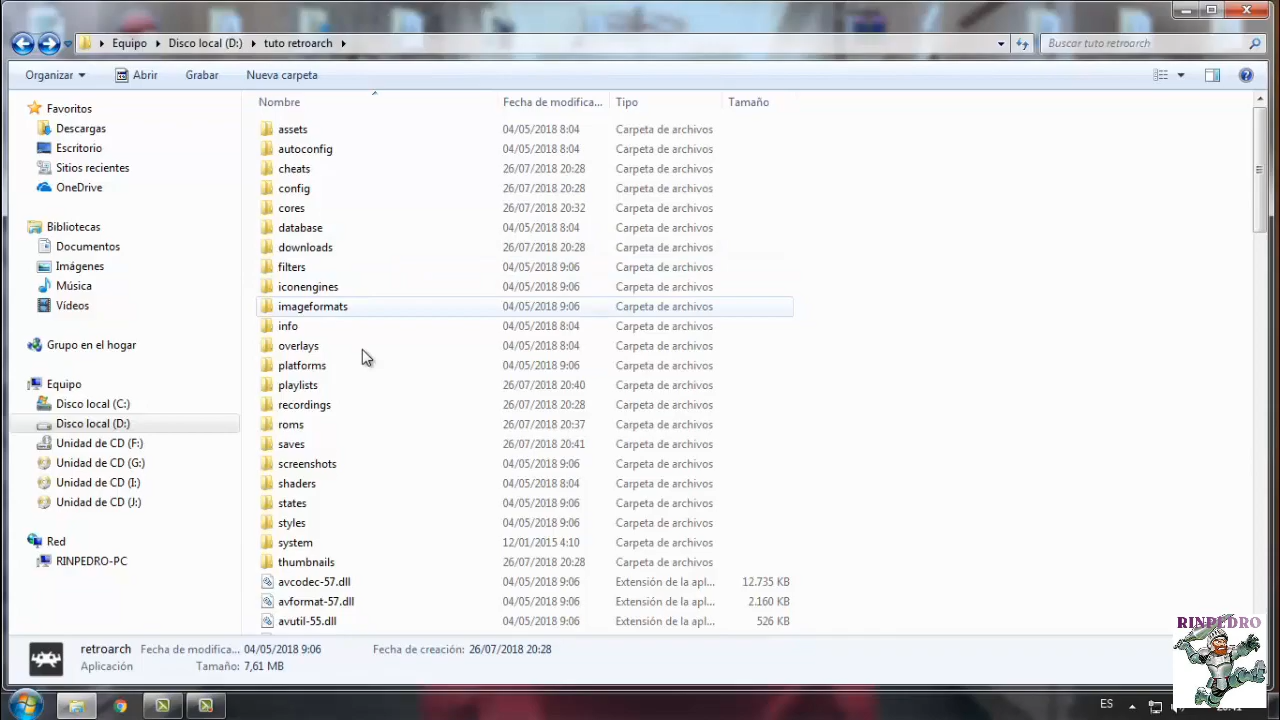 Equipo Disco local (D:) tuto retroarch
Buscar tuto retroarch
Organizar Abrir Grabar Nueva carpeta
Nombre Fecha de modifica... Tipo Tamaño
Favoritos
Descargas
Escritorio
Sitios recientes
OneDrive
Bibliotecas
Documentos
Imágenes
Música
Vídeos
Grupo en el hogar
Equipo
Disco local (C:)
Disco local (D:)
Unidad de CD (F:)
Unidad de CD (G:)
Unidad de CD (I:)
Unidad de CD (J:)
Red
RINPEDRO-PC
assets 04/05/2018 8:04 Carpeta de archivos
autoconfig 04/05/2018 8:04 Carpeta de archivos
cheats 26/07/2018 20:28 Carpeta de archivos
config 26/07/2018 20:28 Carpeta de archivos
cores 26/07/2018 20:32 Carpeta de archivos
database 04/05/2018 8:04 Carpeta de archivos
downloads 26/07/2018 20:28 Carpeta de archivos
filters 04/05/2018 9:06 Carpeta de archivos
iconengines 04/05/2018 9:06 Carpeta de archivos
imageformats 04/05/2018 9:06 Carpeta de archivos
info 04/05/2018 8:04 Carpeta de archivos
overlays 04/05/2018 8:04 Carpeta de archivos
platforms 04/05/2018 9:06 Carpeta de archivos
playlists 26/07/2018 20:40 Carpeta de archivos
recordings 26/07/2018 20:28 Carpeta de archivos
roms 26/07/2018 20:37 Carpeta de archivos
saves 26/07/2018 20:41 Carpeta de archivos
screenshots 04/05/2018 9:06 Carpeta de archivos
shaders 04/05/2018 8:04 Carpeta de archivos
states 04/05/2018 9:06 Carpeta de archivos
styles 04/05/2018 9:06 Carpeta de archivos
system 12/01/2015 4:10 Carpeta de archivos
thumbnails 26/07/2018 20:28 Carpeta de archivos
avcodec-57.dll 04/05/2018 9:06 Extensión de la apl... 12.735 KB
avformat-57.dll 04/05/2018 9:06 Extensión de la apl... 2.160 KB
avutil-55.dll 04/05/2018 9:06 Extensión de la apl... 526 KB
retroarch Fecha de modifica... 04/05/2018 9:06 Fecha de creación: 26/07/2018 20:28
Aplicación Tamaño: 7,61 MB
RINPEDRO
ES